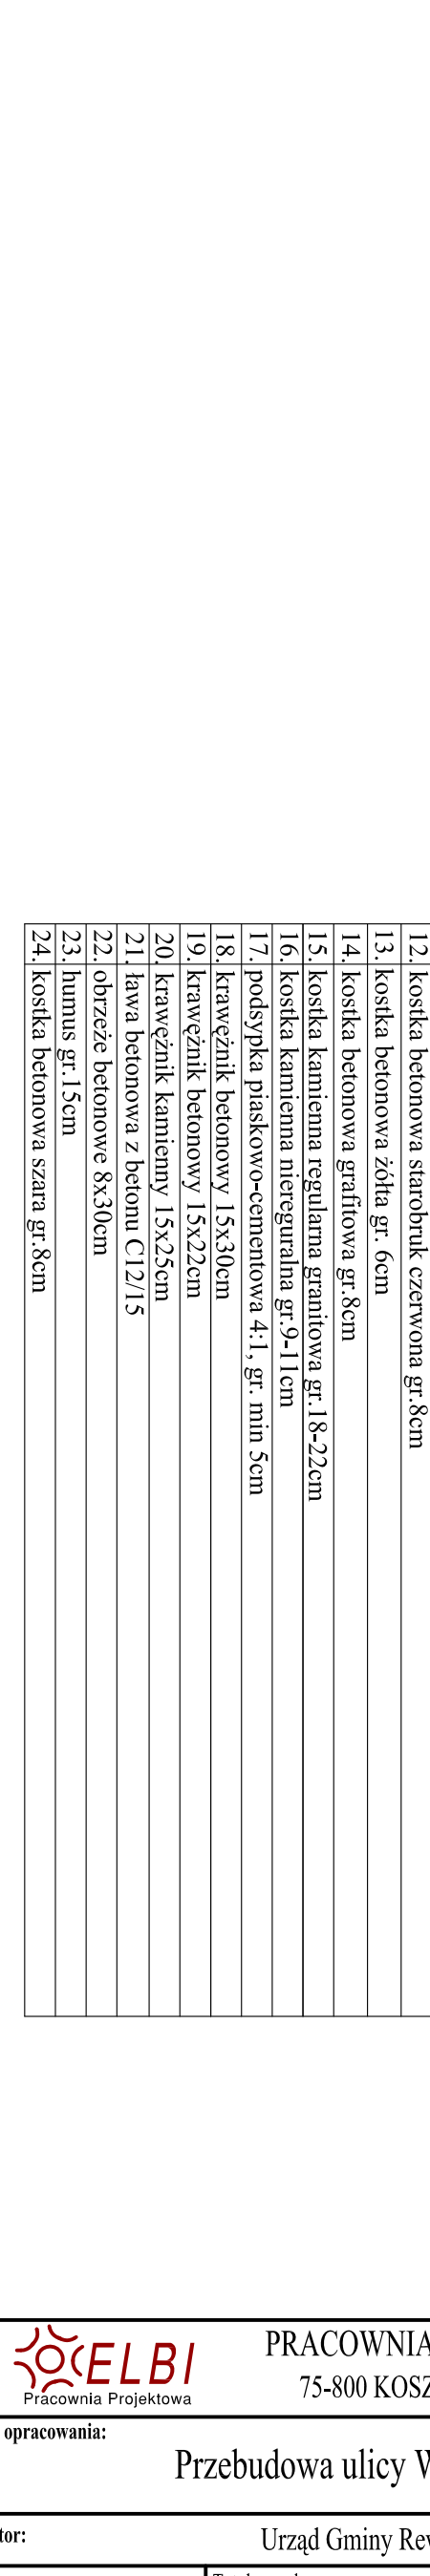 12. kostka betonowa starobruk czerwona gr.8cm
13. kostka betonowa żółta gr. 6cm
14. kostka betonowa grafitowa gr.8cm
15. kostka kamienna regularna granitowa gr.18-22cm
16. kostka kamienna niereguralna gr.9-11cm
17. podsypka piaskowo-cementowa 4:1, gr. min 5cm
18. krawężnik betonowy 15x30cm
19. krawężnik betonowy 15x22cm
20. krawężnik kamienny 15x25cm
21. ława betonowa z betonu C12/15
22. obrzeże betonowe 8x30cm
23. humus gr.15cm
24. kostka betonowa szara gr.8cm
ELBI
Pracownia Projektowa
PRACOWNIA
75-800 KOSZ
opracowania:
Przebudowa ulicy W
tor:
Urząd Gminy Rew